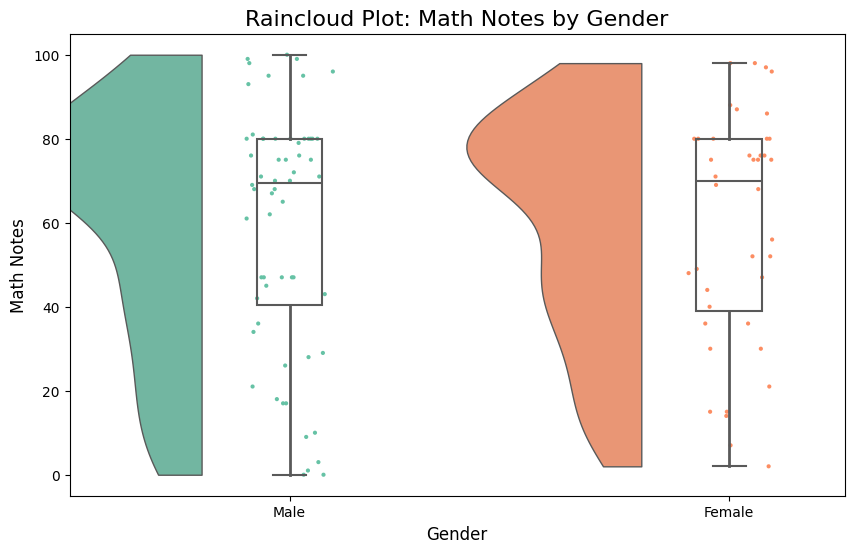 Raincloud Plot: Math Notes by Gender
100
80
60
40
20
0
Math Notes
Male
Female
Gender